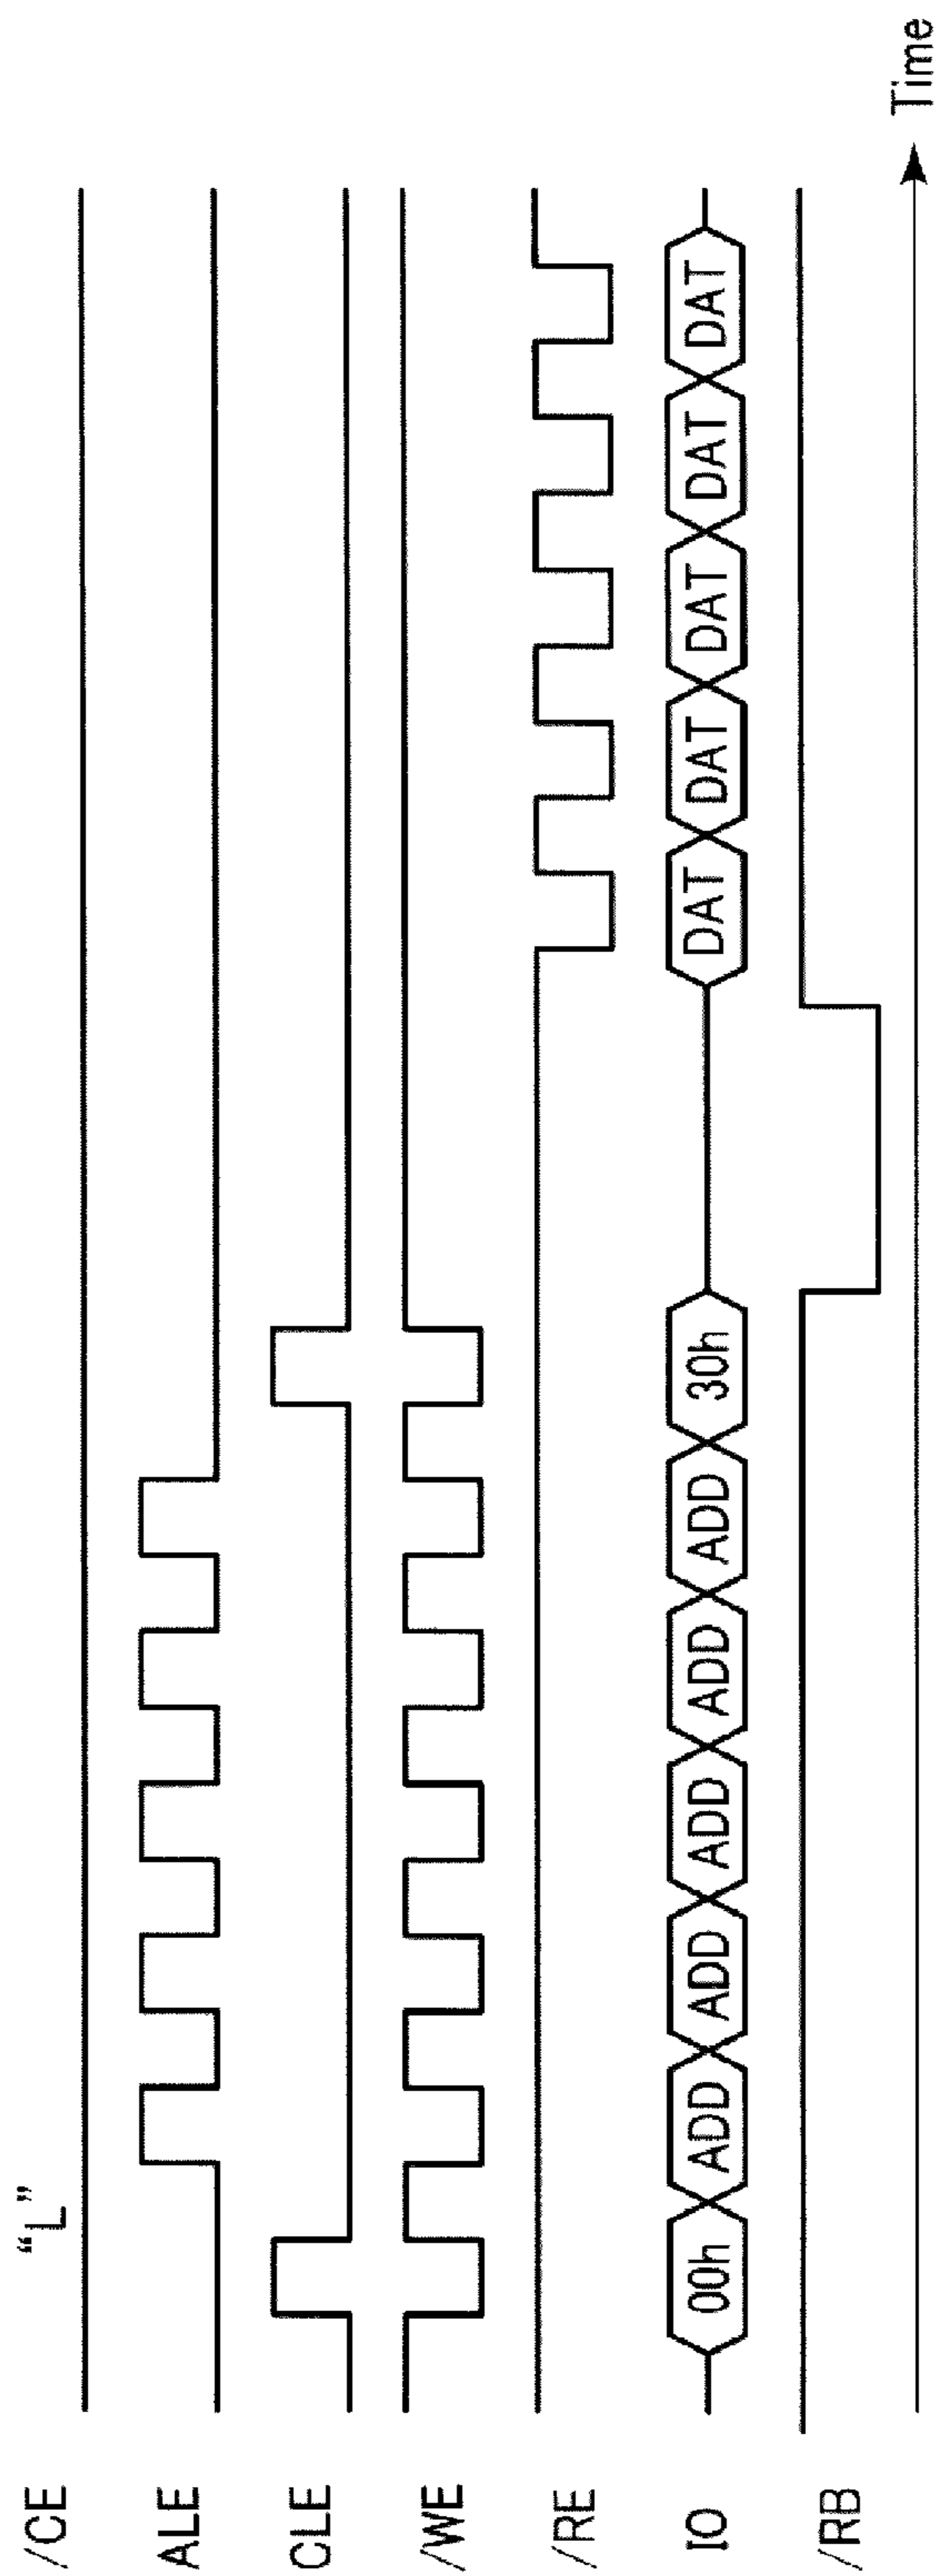 /CE
“L”
ALE
CLE
/WE
/RE
IO
00h ADD ADD ADD ADD ADD 30h DAT DAT DAT DAT DAT
/RB
Time